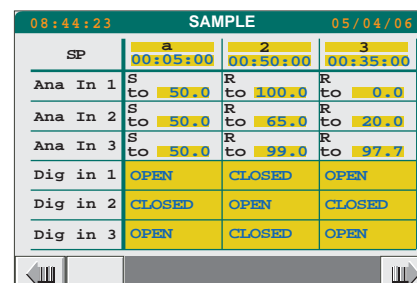 08:44:23 SAMPLE 05/04/06
SP a 2 3
00:05:00 00:50:00 00:35:00
Ana In 1 S to 50.0 R to 100.0 R to 0.0
Ana In 2 S to 50.0 R to 65.0 R to 20.0
Ana In 3 S to 50.0 R to 99.0 R to 97.7
Dig in 1 OPEN CLOSED OPEN
Dig in 2 CLOSED OPEN CLOSED
Dig in 3 OPEN CLOSED OPEN